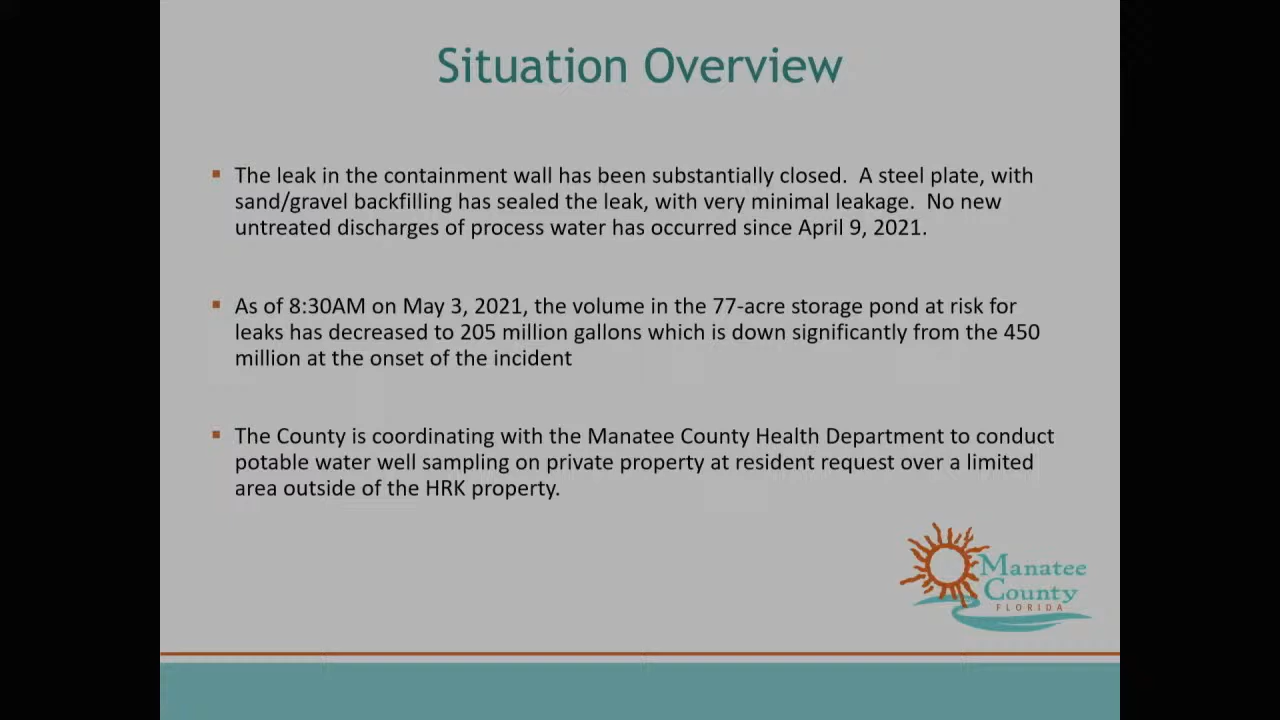 Situation Overview
The leak in the containment wall has been substantially closed.  A steel plate, with
sand/gravel backfilling has sealed the leak, with very minimal leakage.  No new
untreated discharges of process water has occurred since April 9, 2021.
As of 8:30AM on May 3, 2021, the volume in the 77-acre storage pond at risk for
leaks has decreased to 205 million gallons which is down significantly from the 450
million at the onset of the incident
The County is coordinating with the Manatee County Health Department to conduct
potable water well sampling on private property at resident request over a limited
area outside of the HRK property.
Manatee
County
FLORIDA